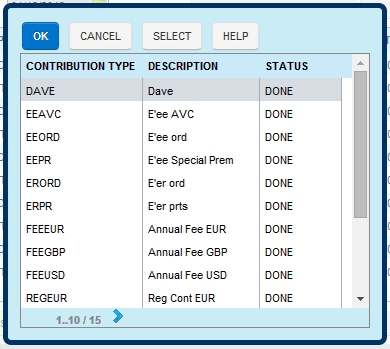 OK CANCEL SELECT HELP
CONTRIBUTION TYPE DESCRIPTION STATUS
DAVE Dave DONE
EEAVC E'ee AVC DONE
EEORD E'ee ord DONE
EEPR E'ee Special Prem DONE
ERORD E'er ord DONE
ERPR E'er prts DONE
FEEEUR Annual Fee EUR DONE
FEEGBP Annual Fee GBP DONE
FEEUSD Annual Fee USD DONE
REGEUR Reg Cont EUR DONE
1..10 / 15